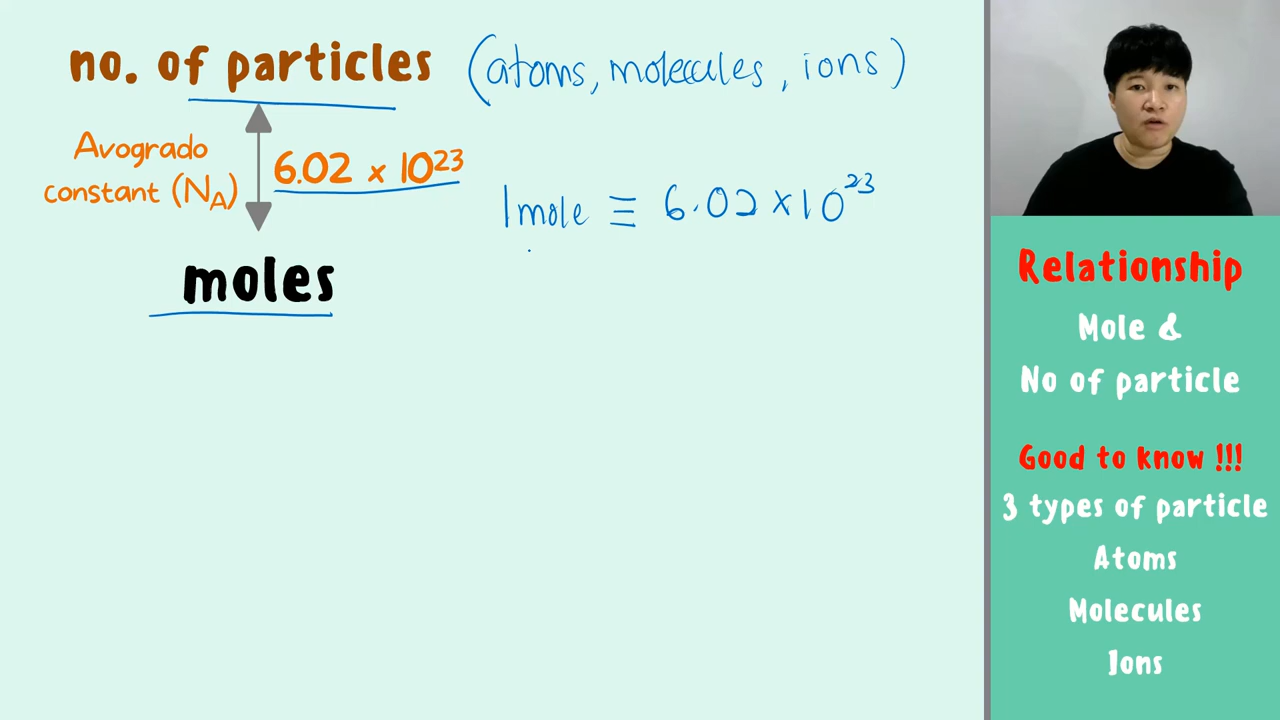 no. of particles (atoms, molecules, ions)
Avogrado
constant (NA)
6.02 x 10²³
1 mole ≡ 6.02 × 10²³
moles
Relationship
Mole &
No of particle
Good to know !!!
3 types of particle
Atoms
Molecules
Ions